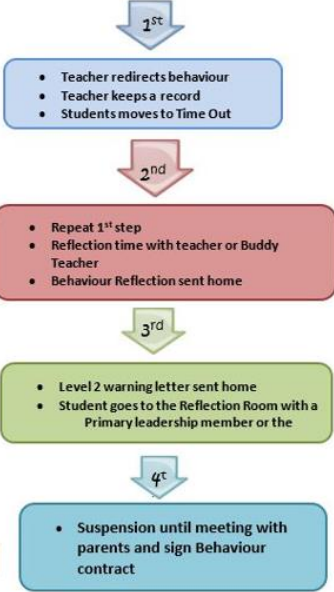 1st
• Teacher redirects behaviour
• Teacher keeps a record
• Students moves to Time Out
2nd
• Repeat 1st step
• Reflection time with teacher or Buddy
Teacher
• Behaviour Reflection sent home
3rd
• Level 2 warning letter sent home
• Student goes to the Reflection Room with a
Primary leadership member or the
4t
• Suspension until meeting with
parents and sign Behaviour
contract